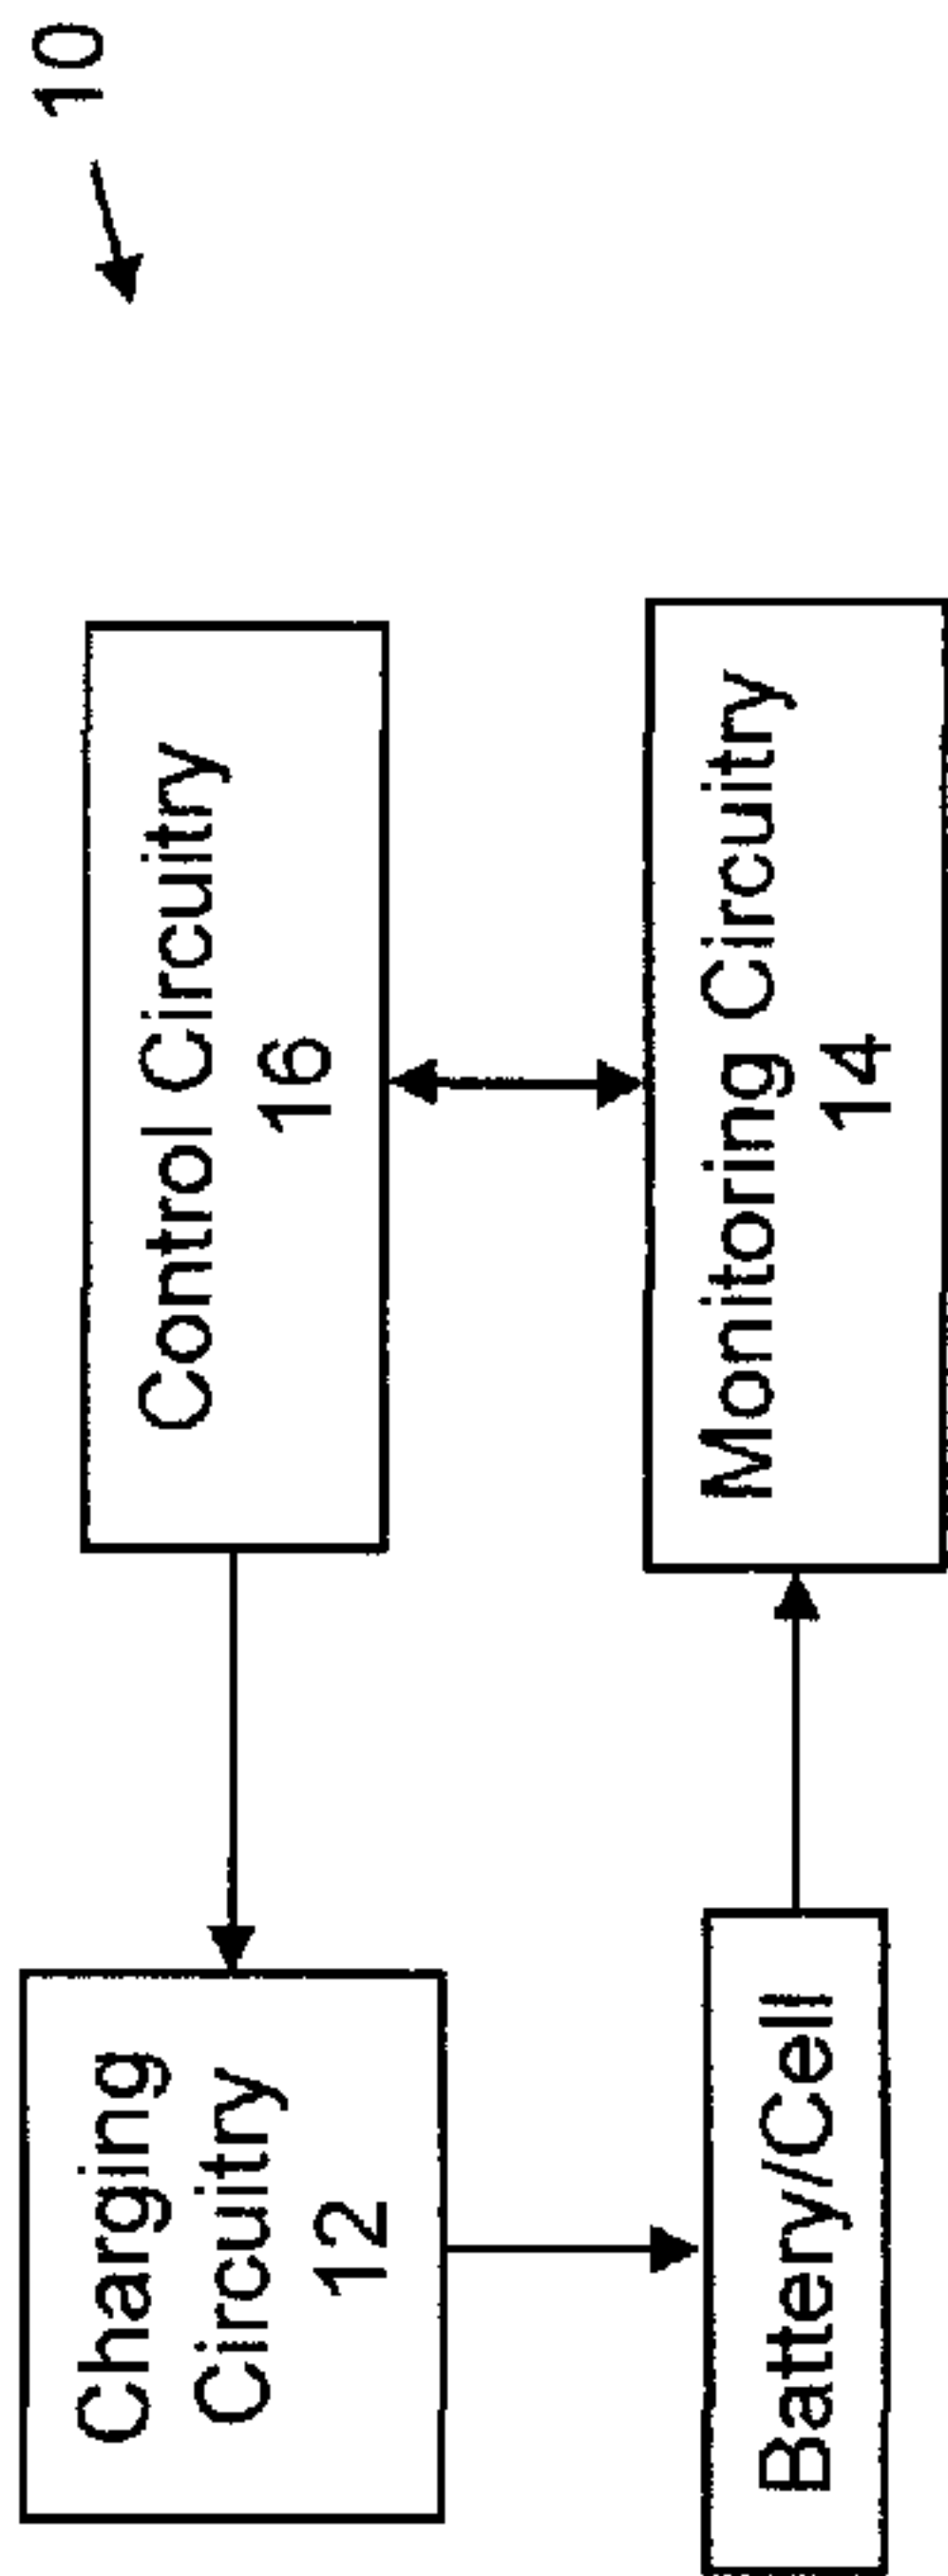 10
Charging
Circuitry
12
Control Circuitry
16
Battery/Cell
Monitoring Circuitry
14